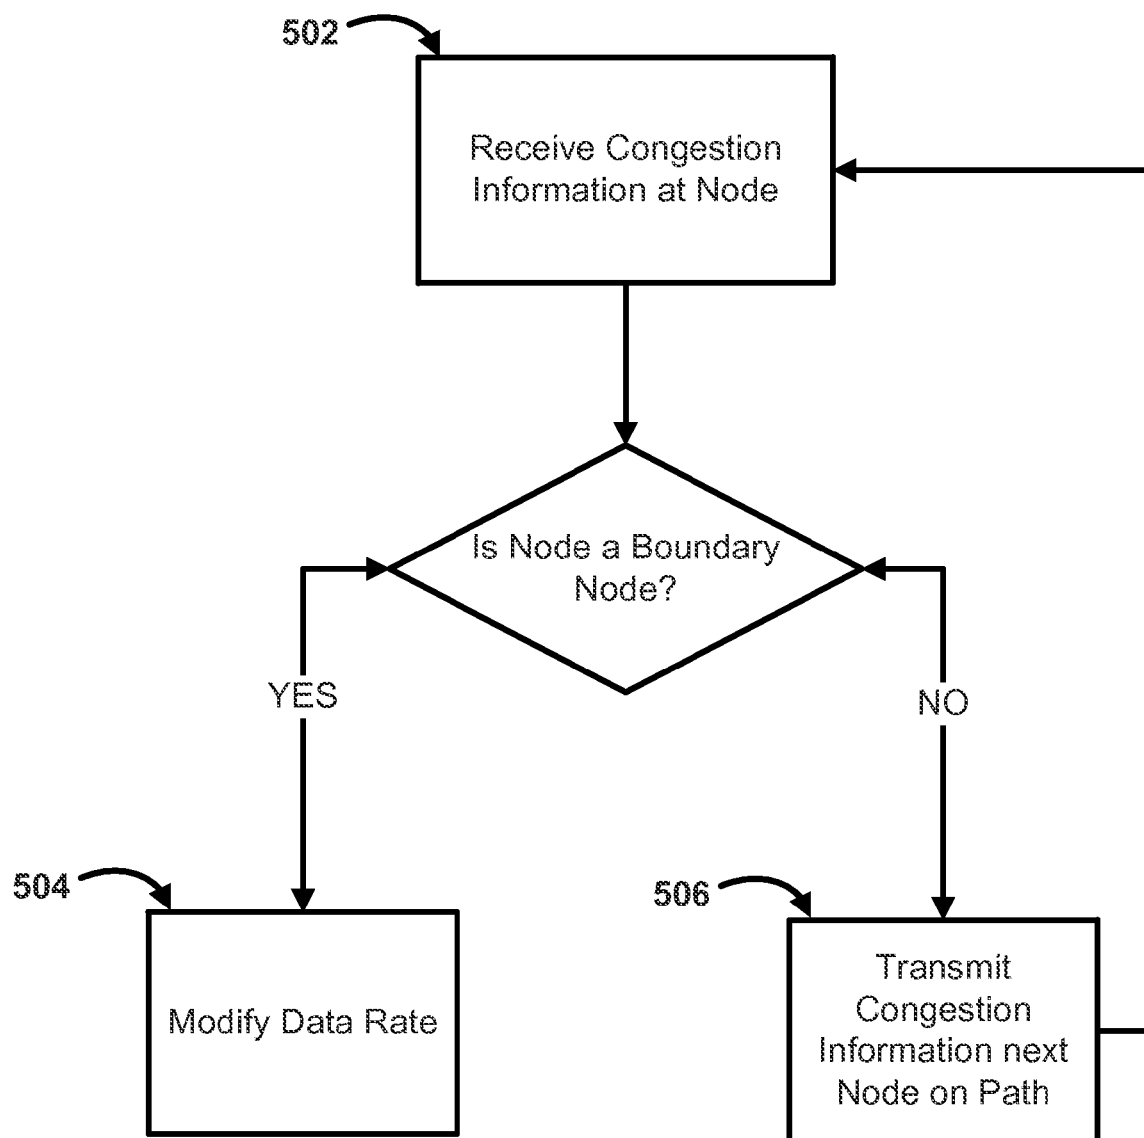 502
Receive Congestion
Information at Node
Is Node a Boundary
Node?
YES
NO
504
Modify Data Rate
506
Transmit
Congestion
Information next
Node on Path